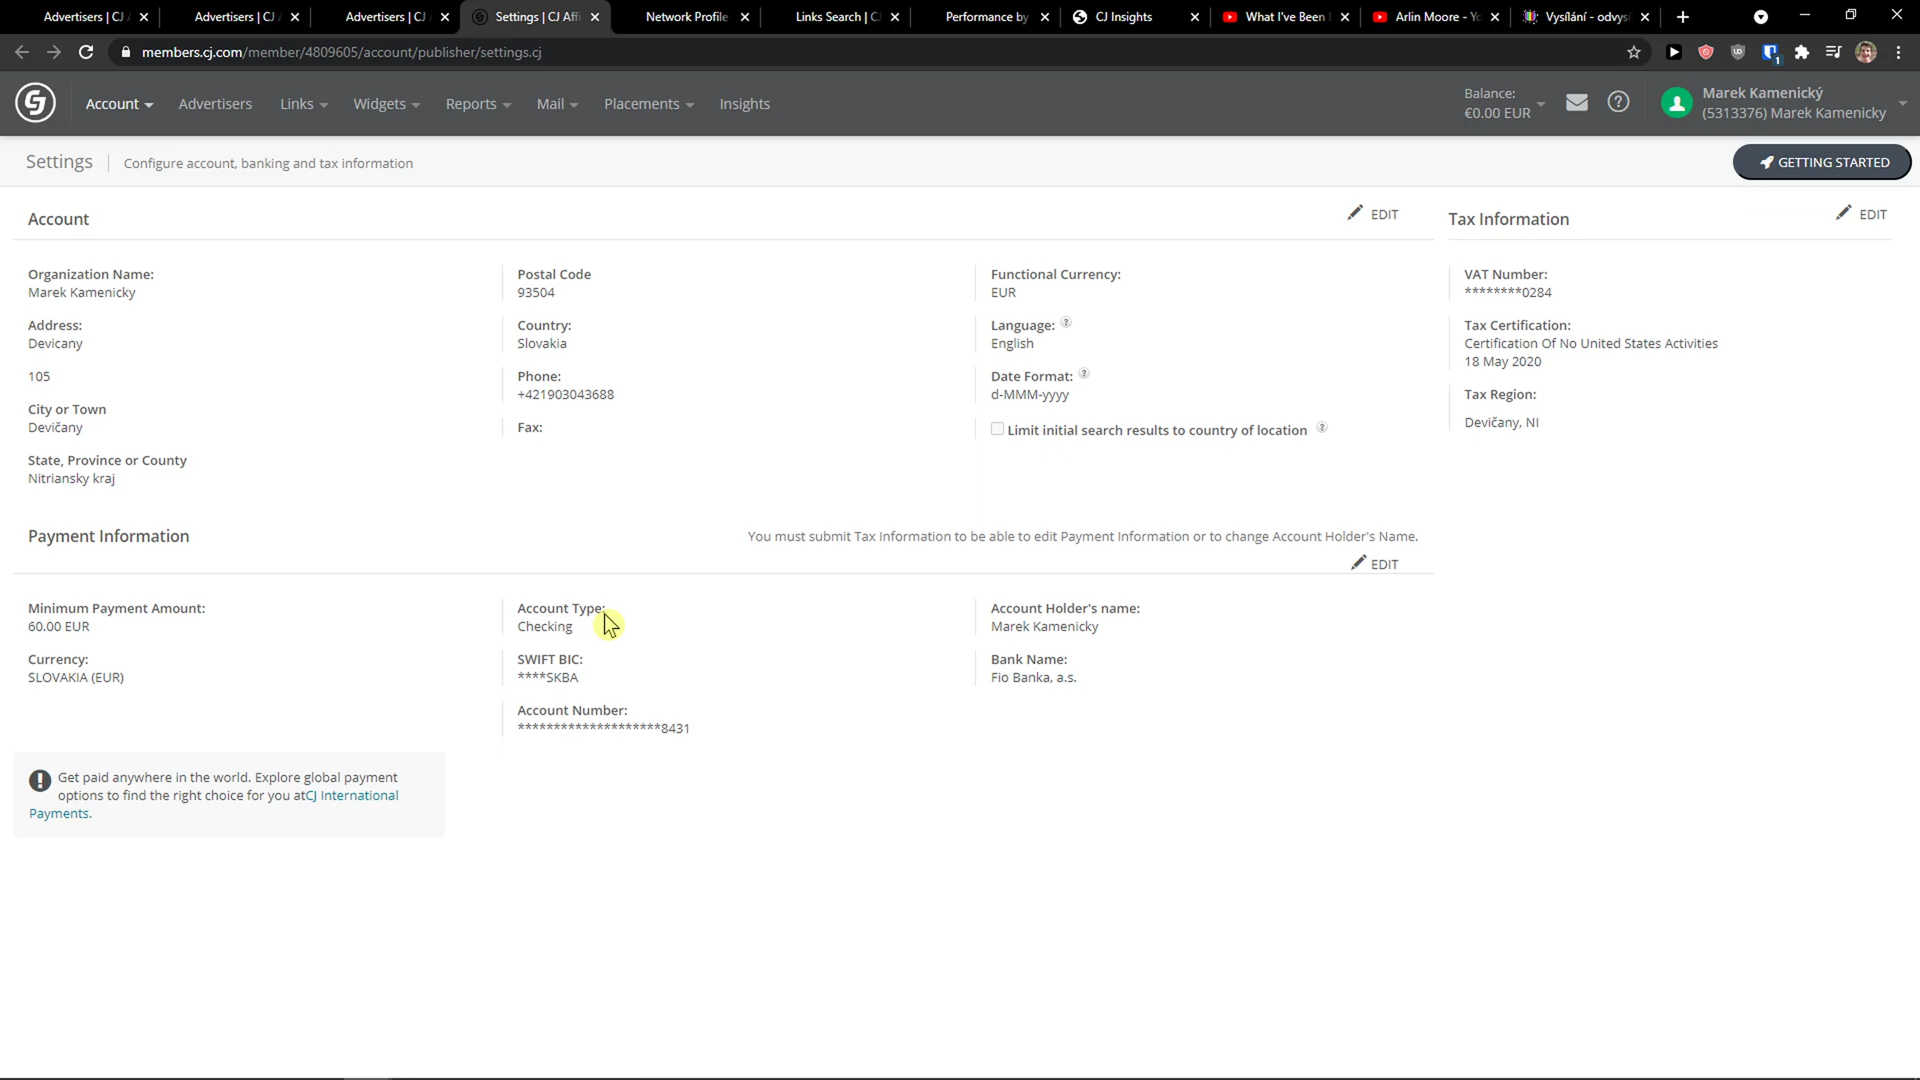 Advertisers | CJ
Advertisers | CJ
Advertisers | CJ
Settings | CJ Affi
Network Profile
Links Search | C
Performance by
CJ Insights
What I've Been
Arlin Moore - Yo
Vysílání - odvys
members.cj.com/member/4809605/account/publisher/settings.cj
Account
Advertisers
Links
Widgets
Reports
Mail
Placements
Insights
Balance:
€0.00 EUR
Marek Kamenický
(5313376) Marek Kamenicky
Settings
Configure account, banking and tax information
GETTING STARTED
Account
EDIT
Organization Name:
Marek Kamenicky
Address:
Devicany
105
City or Town
Devičany
State, Province or County
Nitriansky kraj
Postal Code
93504
Country:
Slovakia
Phone:
+421903043688
Fax:
Functional Currency:
EUR
Language:
English
Date Format:
d-MMM-yyyy
Limit initial search results to country of location
Tax Information
EDIT
VAT Number:
********0284
Tax Certification:
Certification Of No United States Activities
18 May 2020
Tax Region:
Devičany, NI
Payment Information
You must submit Tax Information to be able to edit Payment Information or to change Account Holder's Name.
EDIT
Minimum Payment Amount:
60.00 EUR
Currency:
SLOVAKIA (EUR)
Account Type:
Checking
SWIFT BIC:
****SKBA
Account Number:
********************8431
Account Holder's name:
Marek Kamenicky
Bank Name:
Fio Banka, a.s.
Get paid anywhere in the world. Explore global payment
options to find the right choice for you atCJ International
Payments.